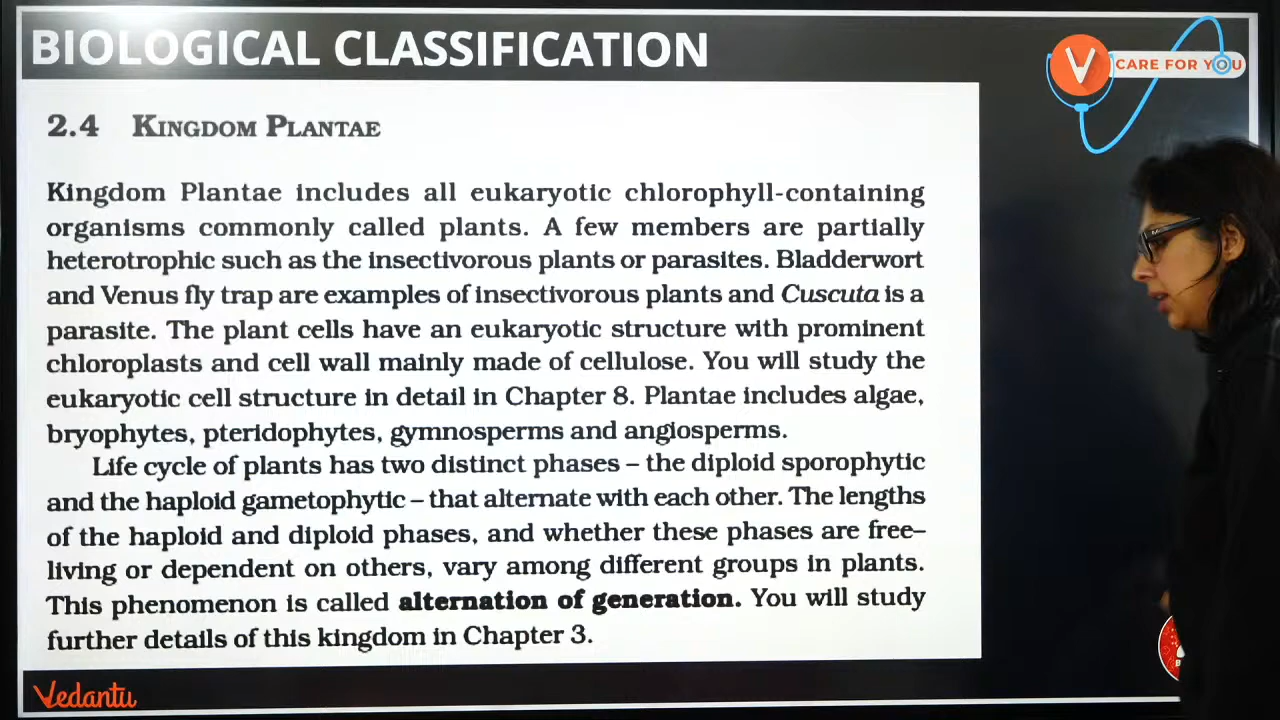 BIOLOGICAL CLASSIFICATION
CARE FOR YOU
2.4 KINGDOM PLANTAE
Kingdom Plantae includes all eukaryotic chlorophyll-containing
organisms commonly called plants. A few members are partially
heterotrophic such as the insectivorous plants or parasites. Bladderwort
and Venus fly trap are examples of insectivorous plants and Cuscuta is a
parasite. The plant cells have an eukaryotic structure with prominent
chloroplasts and cell wall mainly made of cellulose. You will study the
eukaryotic cell structure in detail in Chapter 8. Plantae includes algae,
bryophytes, pteridophytes, gymnosperms and angiosperms.
Life cycle of plants has two distinct phases – the diploid sporophytic
and the haploid gametophytic – that alternate with each other. The lengths
of the haploid and diploid phases, and whether these phases are free–
living or dependent on others, vary among different groups in plants.
This phenomenon is called alternation of generation. You will study
further details of this kingdom in Chapter 3.
Vedantu